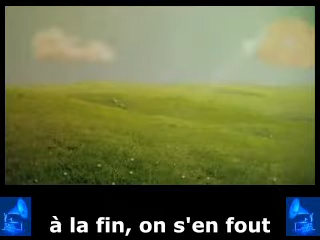 à la fin, on s'en fout